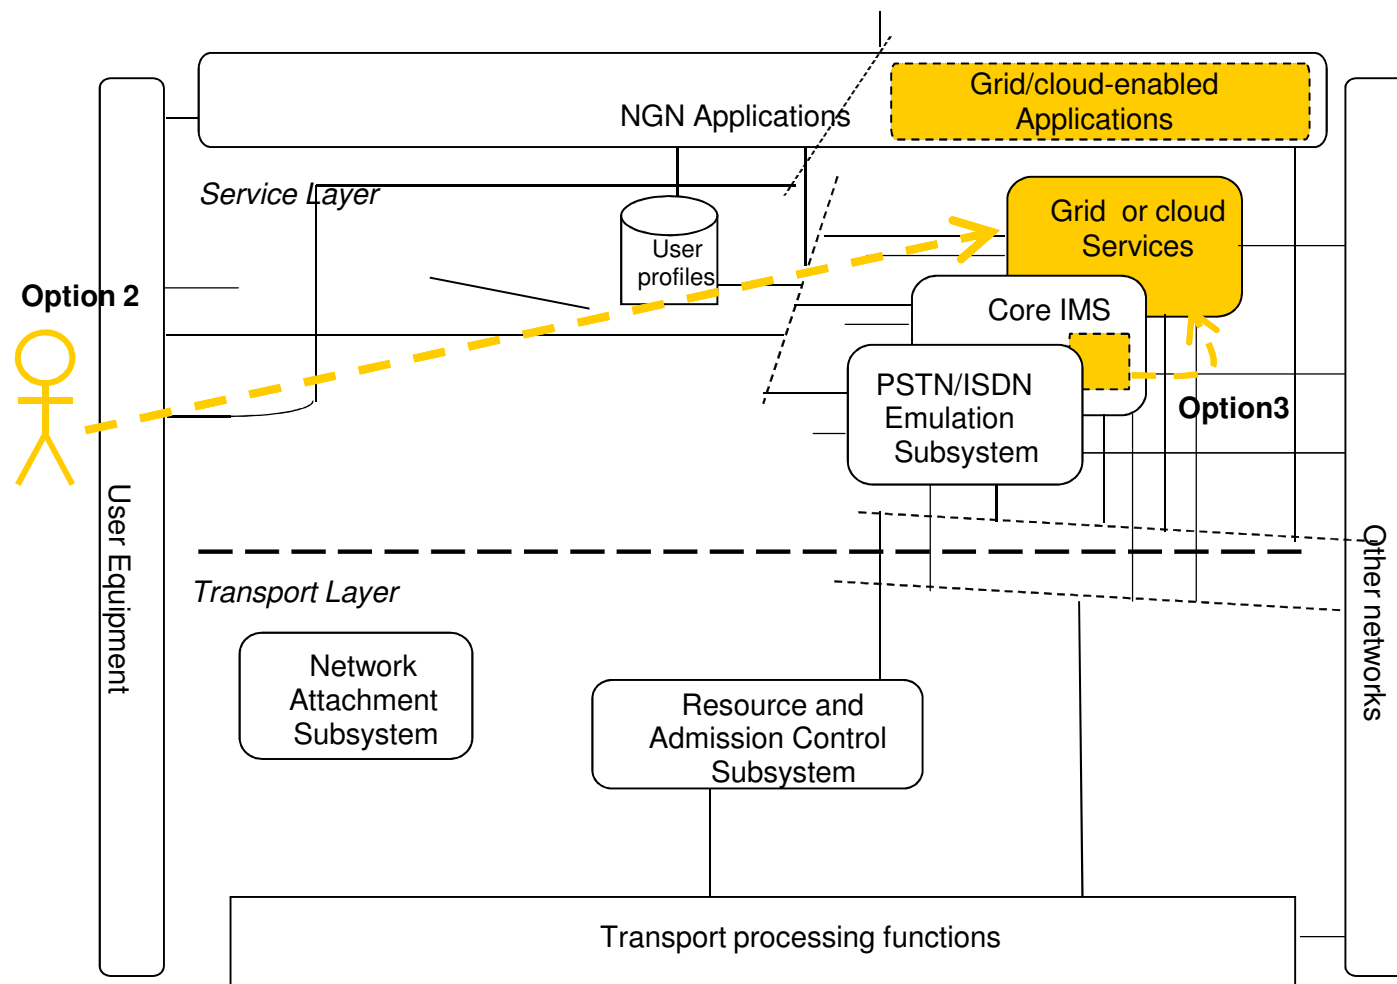 Grid/cloud-enabled
Applications
NGN Applications
Service Layer
Grid or cloud
Services
User
profiles
Option 2
Core IMS
PSTN/ISDN
Emulation
Subsystem
Option3
User Equipment
Other networks
Transport Layer
Network
Attachment
Subsystem
Resource and
Admission Control
Subsystem
Transport processing functions